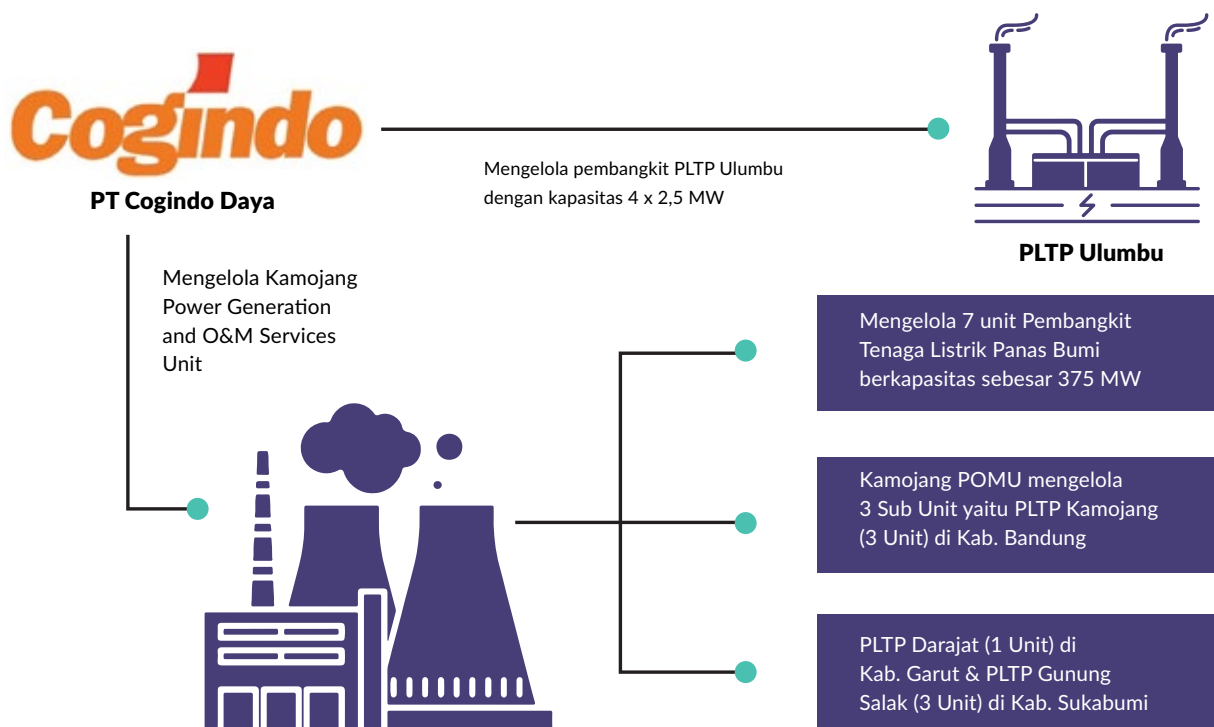 Cogindo
PT Cogindo Daya
Mengelola pembangkit PLTP Ulumbu
dengan kapasitas 4 x 2,5 MW
PLTP Ulumbu
Mengelola Kamojang
Power Generation
and O&M Services
Unit
Mengelola 7 unit Pembangkit
Tenaga Listrik Panas Bumi
berkapasitas sebesar 375 MW
Kamojang POMU mengelola
3 Sub Unit yaitu PLTP Kamojang
(3 Unit) di Kab. Bandung
PLTP Darajat (1 Unit) di
Kab. Garut & PLTP Gunung
Salak (3 Unit) di Kab. Sukabumi